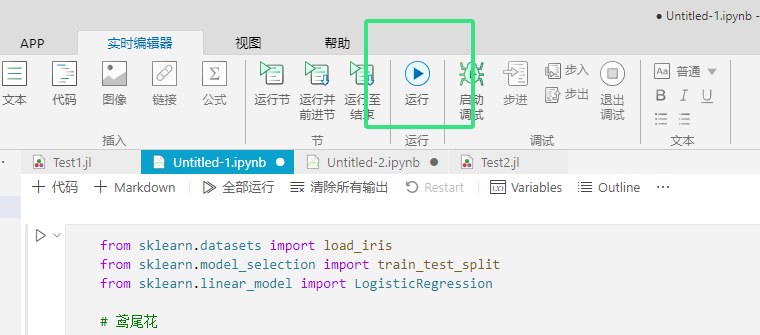 ● Untitled-1.ipynb -
APP 实时编辑器 视图 帮助
文本 代码 图像 链接 公式 运行节 运行并前进节 运行至结束 运行 启动调试 步进 步入 步出 退出调试 Aa 普通 B I U
插入 节 运行 调试 文本
Test1.jl Untitled-1.ipynb Untitled-2.ipynb Test2.jl
+ 代码 + Markdown 全部运行 清除所有输出 Restart Variables Outline ···
from sklearn.datasets import load_iris
from sklearn.model_selection import train_test_split
from sklearn.linear_model import LogisticRegression
# 鸢尾花